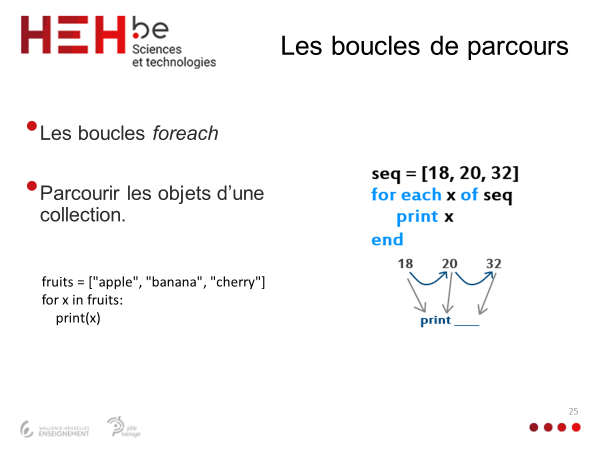 HEH.be
Sciences
et technologies
Les boucles de parcours
Les boucles foreach
Parcourir les objets d’une
collection.
fruits = ["apple", "banana", "cherry"]
for x in fruits:
print(x)
seq = [18, 20, 32]
for each x of seq
print x
end
18 20 32
print ____
25
WALLONIE-BRUXELLES
ENSEIGNEMENT
pôle
hainuyer